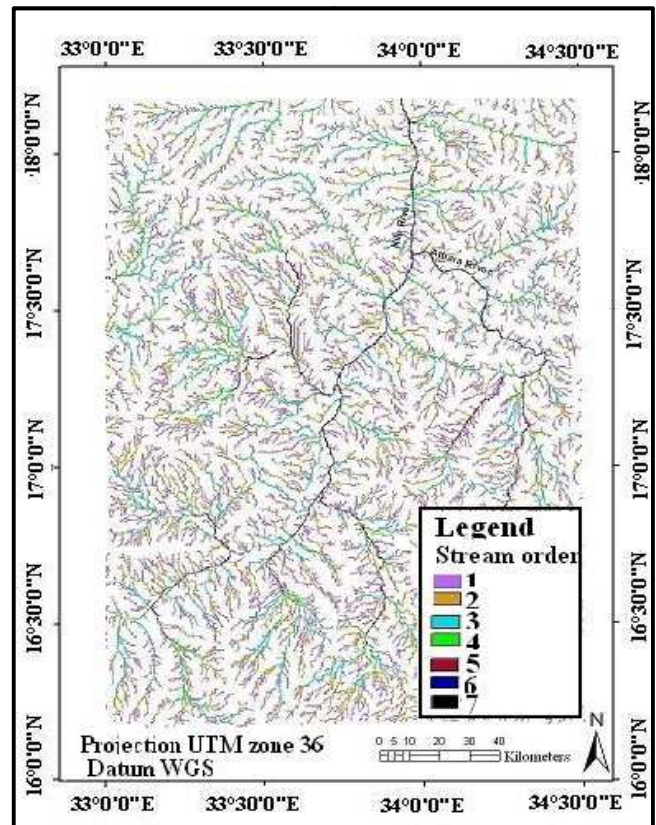 33°0'0"E 33°30'0"E 34°0'0"E 34°30'0"E
18°0'0"N
17°30'0"N
17°0'0"N
16°30'0"N
16°0'0"N
Nile River
Atbara River
18°0'0"N
17°30'0"N
17°0'0"N
16°30'0"N
16°0'0"N
Legend
Stream order
1
2
3
4
5
6
7
Projection UTM zone 36
Datum WGS
0 5 10 20 30 40
Kilometers
N
33°0'0"E 33°30'0"E 34°0'0"E 34°30'0"E